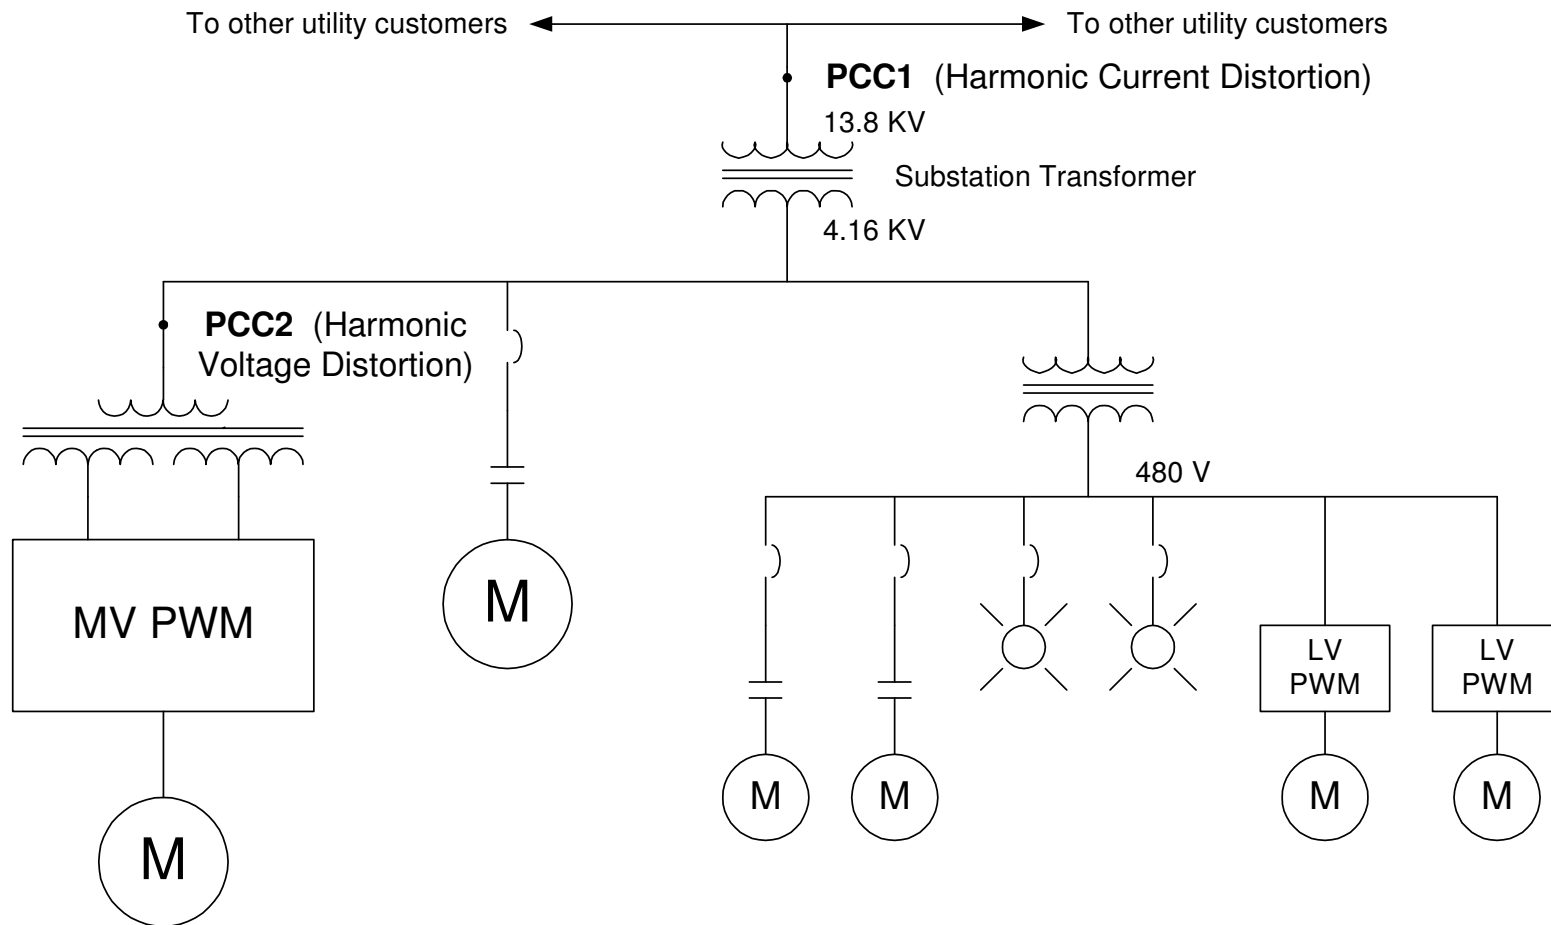 To other utility customers
To other utility customers
PCC1 (Harmonic Current Distortion)
13.8 KV
Substation Transformer
4.16 KV
PCC2 (Harmonic
Voltage Distortion)
480 V
MV PWM
M
LV
PWM
LV
PWM
M
M
M
M
M